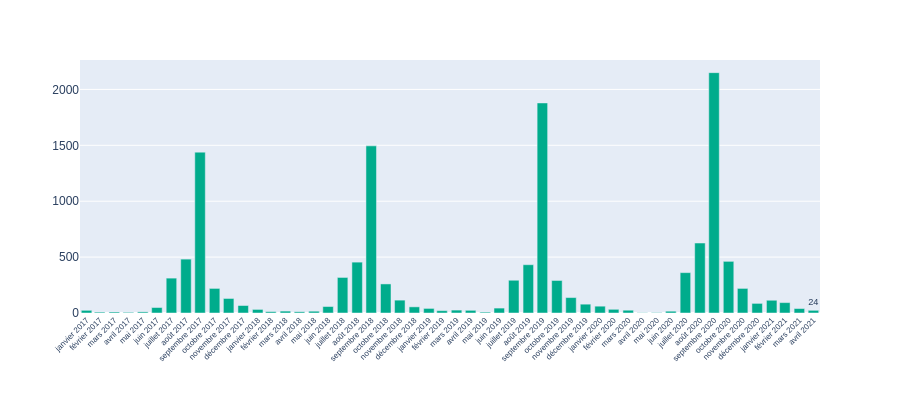 2000
1500
1000
500
0
24
janvier 2017
février 2017
mars 2017
avril 2017
mai 2017
juin 2017
juillet 2017
août 2017
septembre 2017
octobre 2017
novembre 2017
décembre 2017
janvier 2018
février 2018
mars 2018
avril 2018
mai 2018
juin 2018
juillet 2018
août 2018
septembre 2018
octobre 2018
novembre 2018
décembre 2018
janvier 2019
février 2019
mars 2019
avril 2019
mai 2019
juin 2019
juillet 2019
août 2019
septembre 2019
octobre 2019
novembre 2019
décembre 2019
janvier 2020
février 2020
mars 2020
avril 2020
mai 2020
juin 2020
juillet 2020
août 2020
septembre 2020
octobre 2020
novembre 2020
décembre 2020
janvier 2021
février 2021
mars 2021
avril 2021